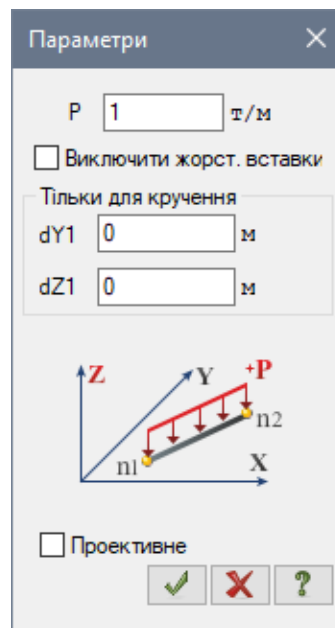 Параметри
P 1 т/м
Виключити жорст. вставки
Тільки для кручення
dY1 0 м
dZ1 0 м
Z Y +P
n2
n1 X
Проективне
?